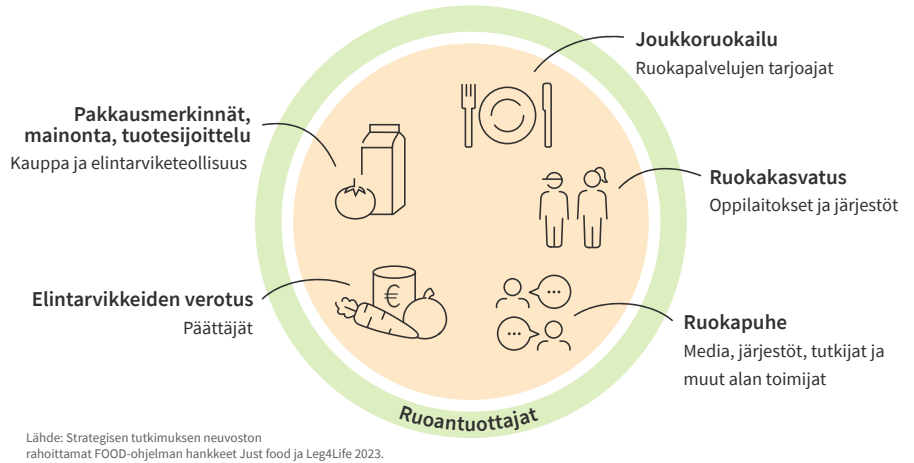 Joukkoruokailu
Ruokapalvelujen tarjoajat
Pakkausmerkinnät,
mainonta, tuotesijoittelu
Kauppa ja elintarviketeollisuus
Ruokakasvatus
Oppilaitokset ja järjestöt
Elintarvikkeiden verotus
Päättäjät
€
Ruokapuhe
Media, järjestöt, tutkijat ja
muut alan toimijat
Ruoantuottajat
Lähde: Strategisen tutkimuksen neuvoston
rahoittamat FOOD-ohjelman hankkeet Just food ja Leg4Life 2023.